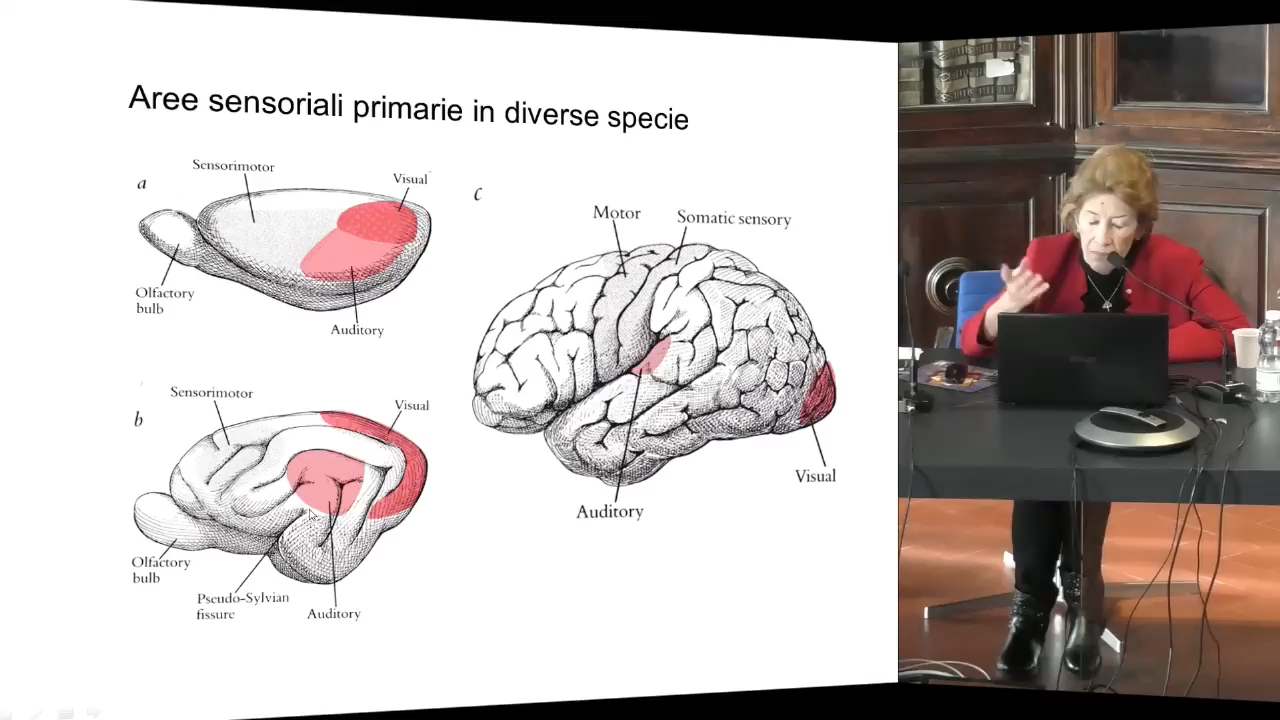 Aree sensoriali primarie in diverse specie
a
Sensorimotor
Visual
Olfactory
bulb
Auditory
b
Sensorimotor
Visual
Olfactory
bulb
Pseudo-Sylvian
fissure
Auditory
c
Motor
Somatic sensory
Visual
Auditory